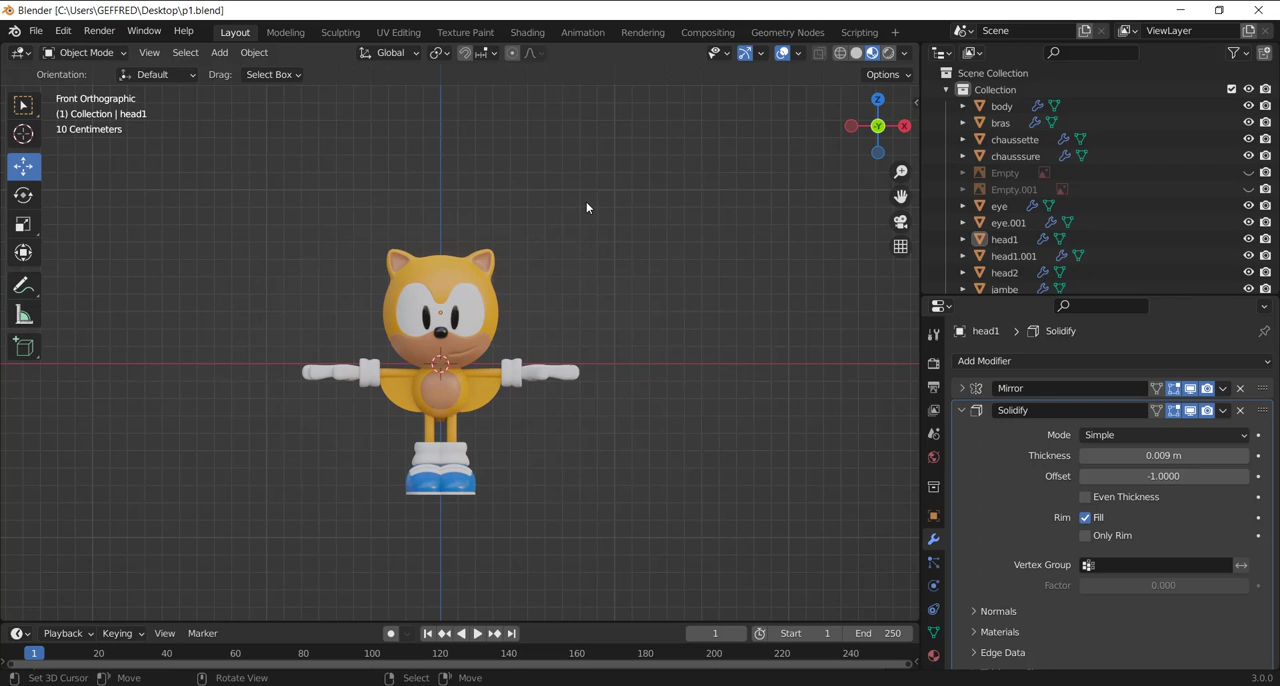 Blender [C:\Users\GEFFRED\Desktop\p1.blend]
File Edit Render Window Help Layout Modeling Sculpting UV Editing Texture Paint Shading Animation Rendering Compositing Geometry Nodes Scripting + Scene ViewLayer
Object Mode View Select Add Object Global
Orientation: Default Drag: Select Box Options
Front Orthographic
(1) Collection | head1
10 Centimeters
Z
-Y
X
Scene Collection
Collection
body
bras
chaussette
chausssure
Empty
Empty.001
eye
eye.001
head1
head1.001
head2
jambe
head1 > Solidify
Add Modifier
Mirror
Solidify
Mode Simple
Thickness 0.009 m
Offset -1.0000
Even Thickness
Rim Fill
Only Rim
Vertex Group
Factor 0.000
Normals
Materials
Edge Data
Playback Keying View Marker 1 Start 1 End 250
1 20 40 60 80 100 120 140 160 180 200 220 240
Set 3D Cursor Move Rotate View Select Move 3.0.0